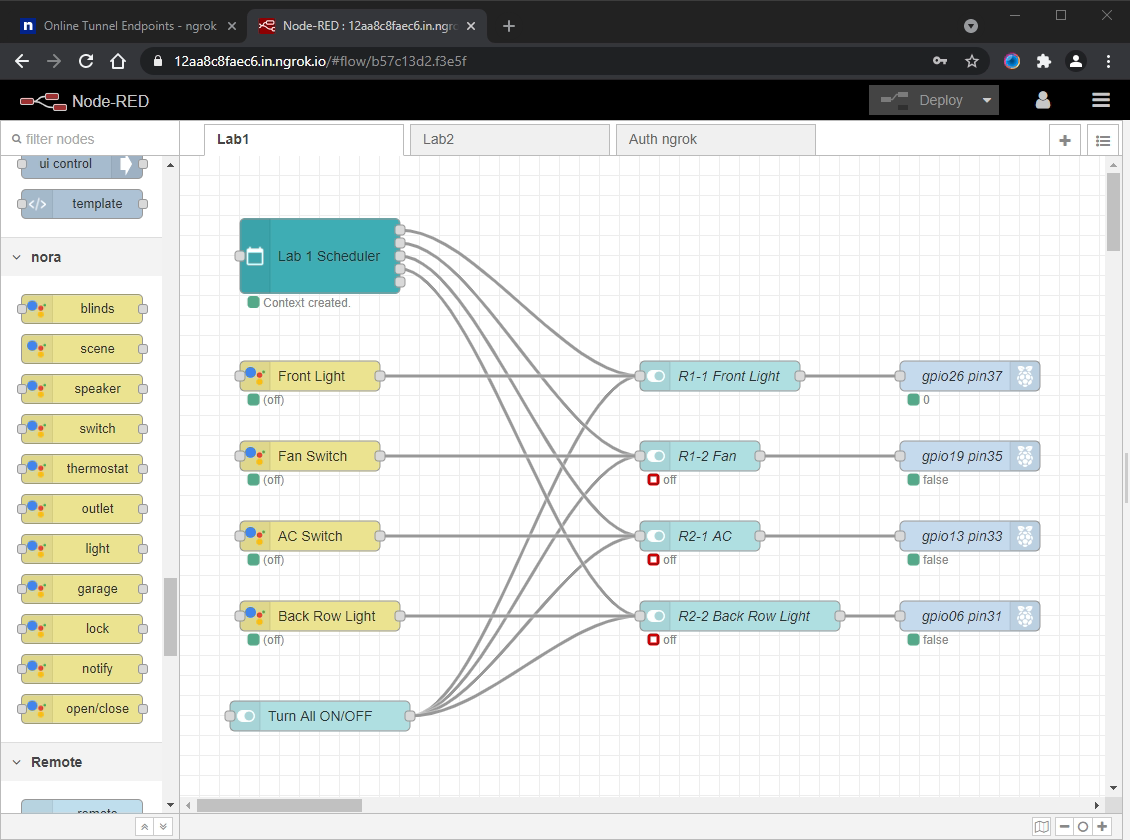 Online Tunnel Endpoints - ngrok
Node-RED : 12aa8c8faec6.in.ngro
12aa8c8faec6.in.ngrok.io/#flow/b57c13d2.f3e5f
Node-RED
Deploy
filter nodes
Lab1
Lab2
Auth ngrok
ui control
</> template
nora
blinds
scene
speaker
switch
thermostat
outlet
light
garage
lock
notify
open/close
Remote
remote
Lab 1 Scheduler
Context created.
Front Light
(off)
R1-1 Front Light
gpio26 pin37
0
Fan Switch
(off)
R1-2 Fan
off
gpio19 pin35
false
AC Switch
(off)
R2-1 AC
off
gpio13 pin33
false
Back Row Light
(off)
R2-2 Back Row Light
off
gpio06 pin31
false
Turn All ON/OFF